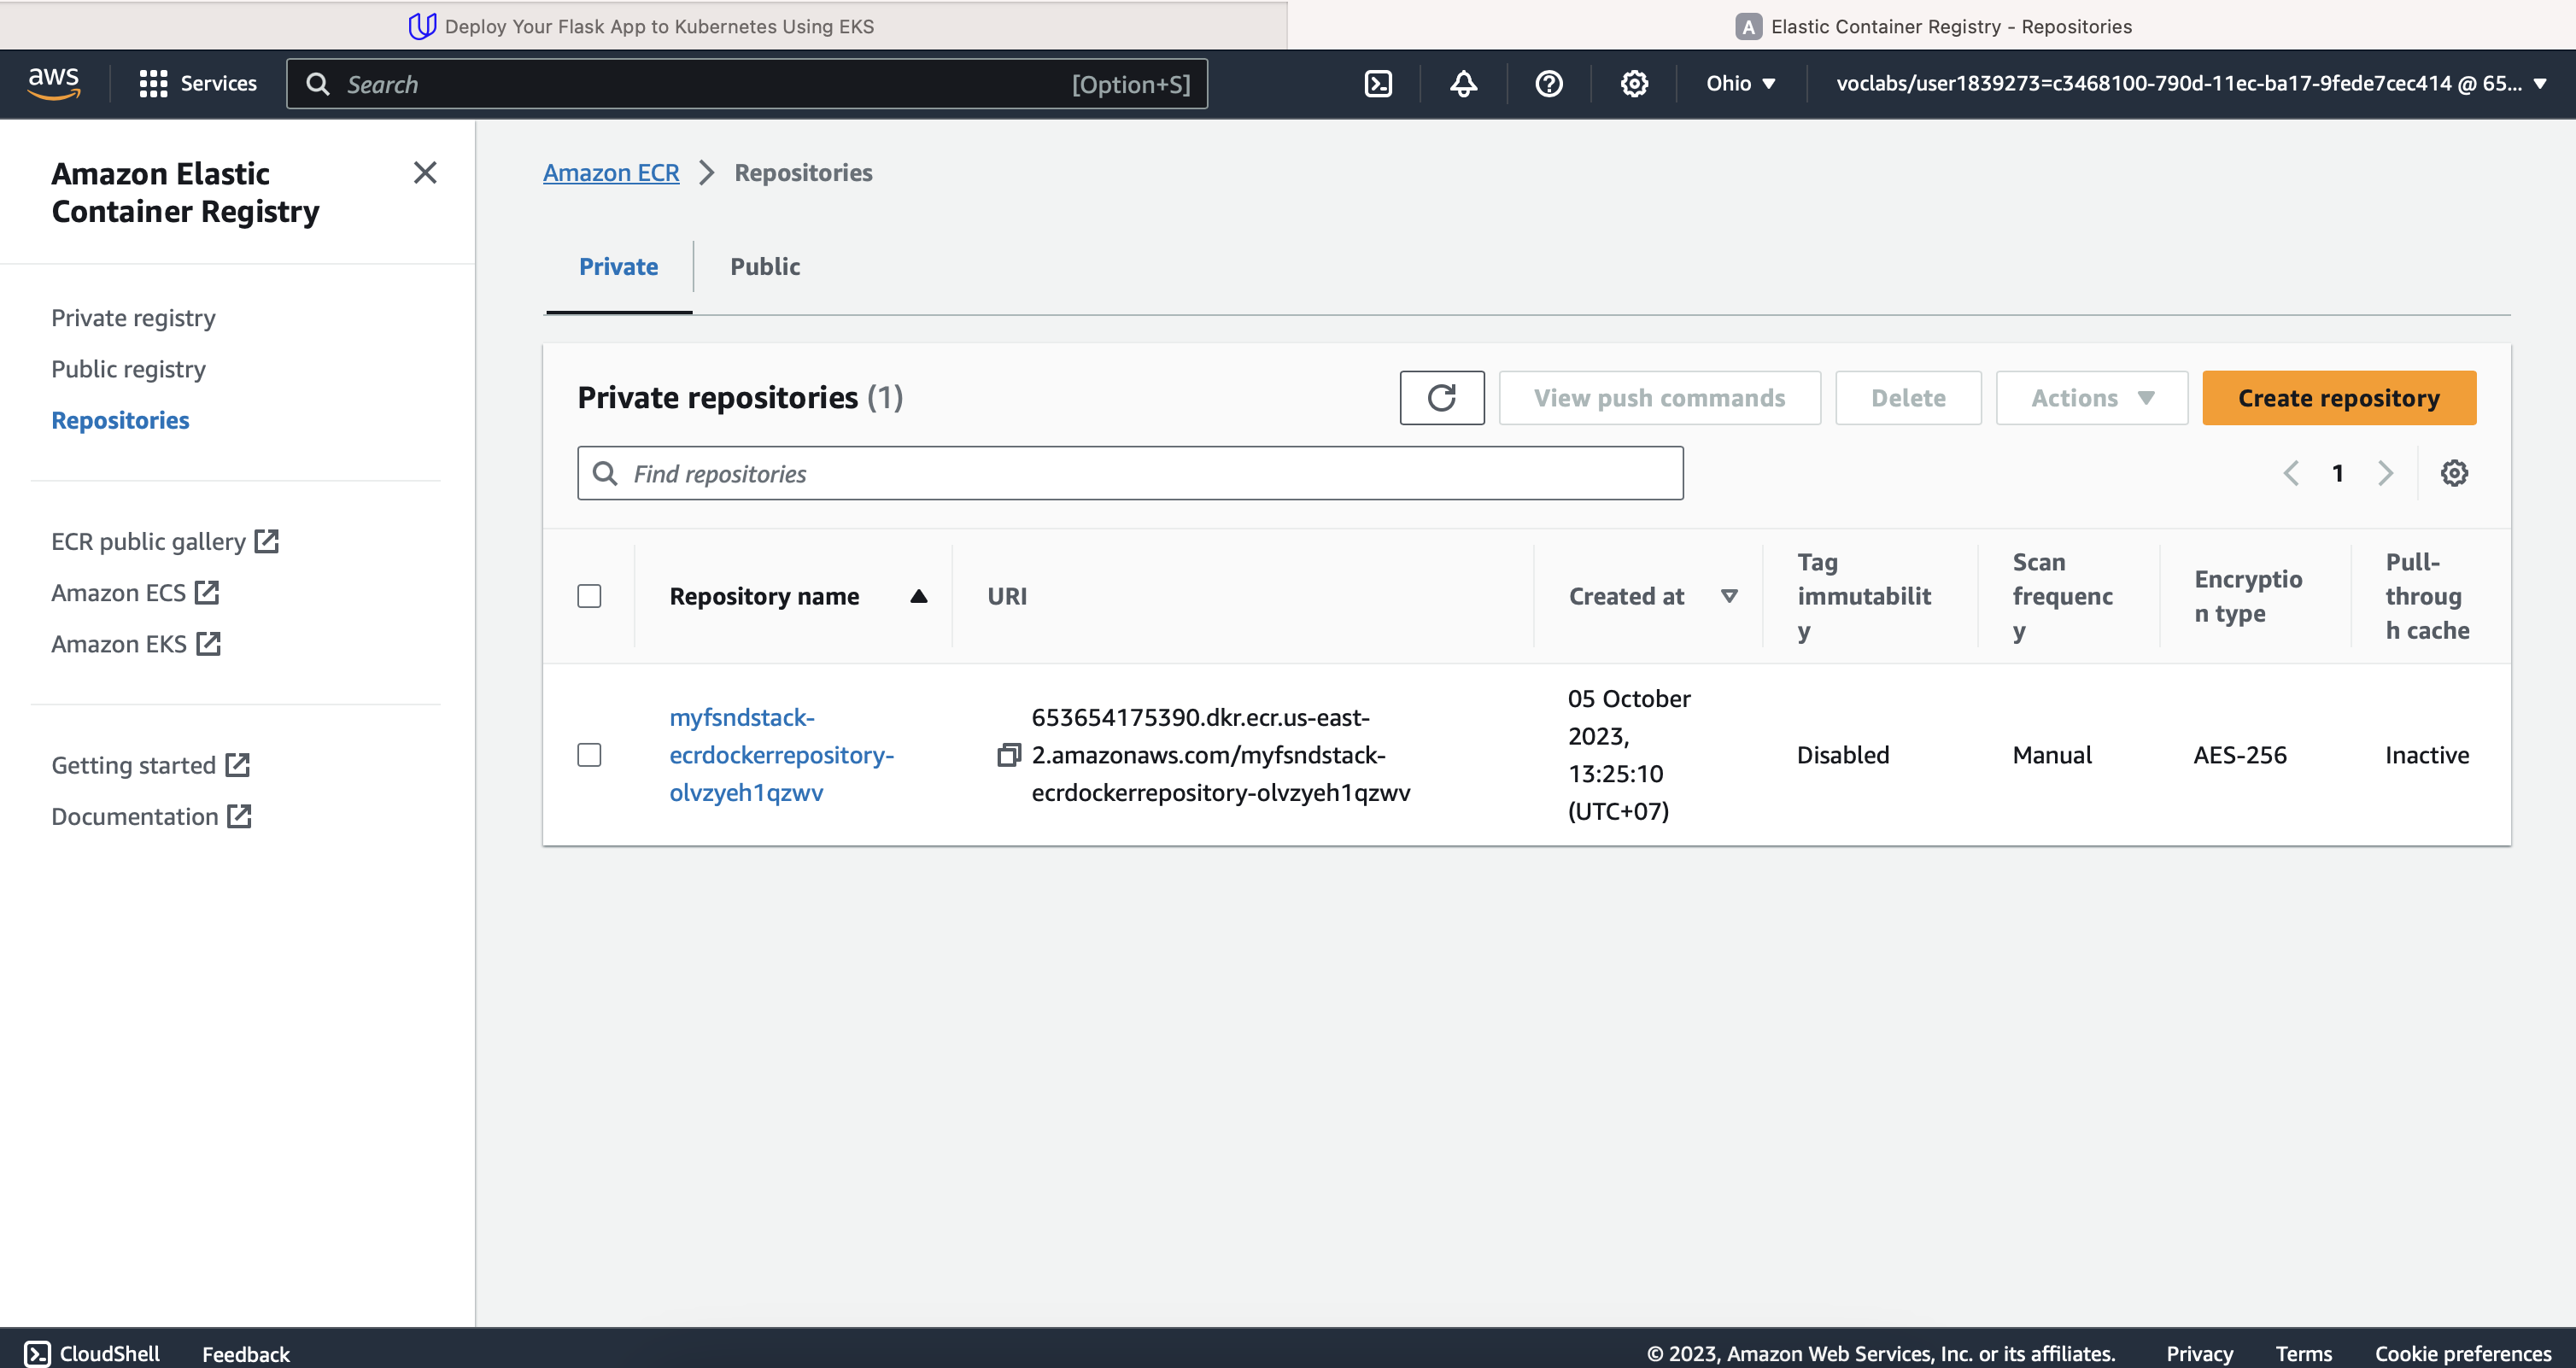 Deploy Your Flask App to Kubernetes Using EKS
A Elastic Container Registry - Repositories
aws Services Search [Option+S] Ohio voclabs/user1839273=c3468100-790d-11ec-ba17-9fede7cec414 @ 65...
Amazon Elastic
Container Registry
Private registry
Public registry
Repositories
ECR public gallery
Amazon ECS
Amazon EKS
Getting started
Documentation
Amazon ECR Repositories
Private Public
Private repositories (1)
View push commands Delete Actions Create repository
Find repositories
1
Repository name
URI
Created at
Tag
immutabilit
y
Scan
frequenc
y
Encryptio
n type
Pull-
throug
h cache
myfsndstack-
ecrdockerrepository-
olvzyeh1qzwv
653654175390.dkr.ecr.us-east-
2.amazonaws.com/myfsndstack-
ecrdockerrepository-olvzyeh1qzwv
05 October
2023,
13:25:10
(UTC+07)
Disabled
Manual
AES-256
Inactive
CloudShell Feedback © 2023, Amazon Web Services, Inc. or its affiliates. Privacy Terms Cookie preferences